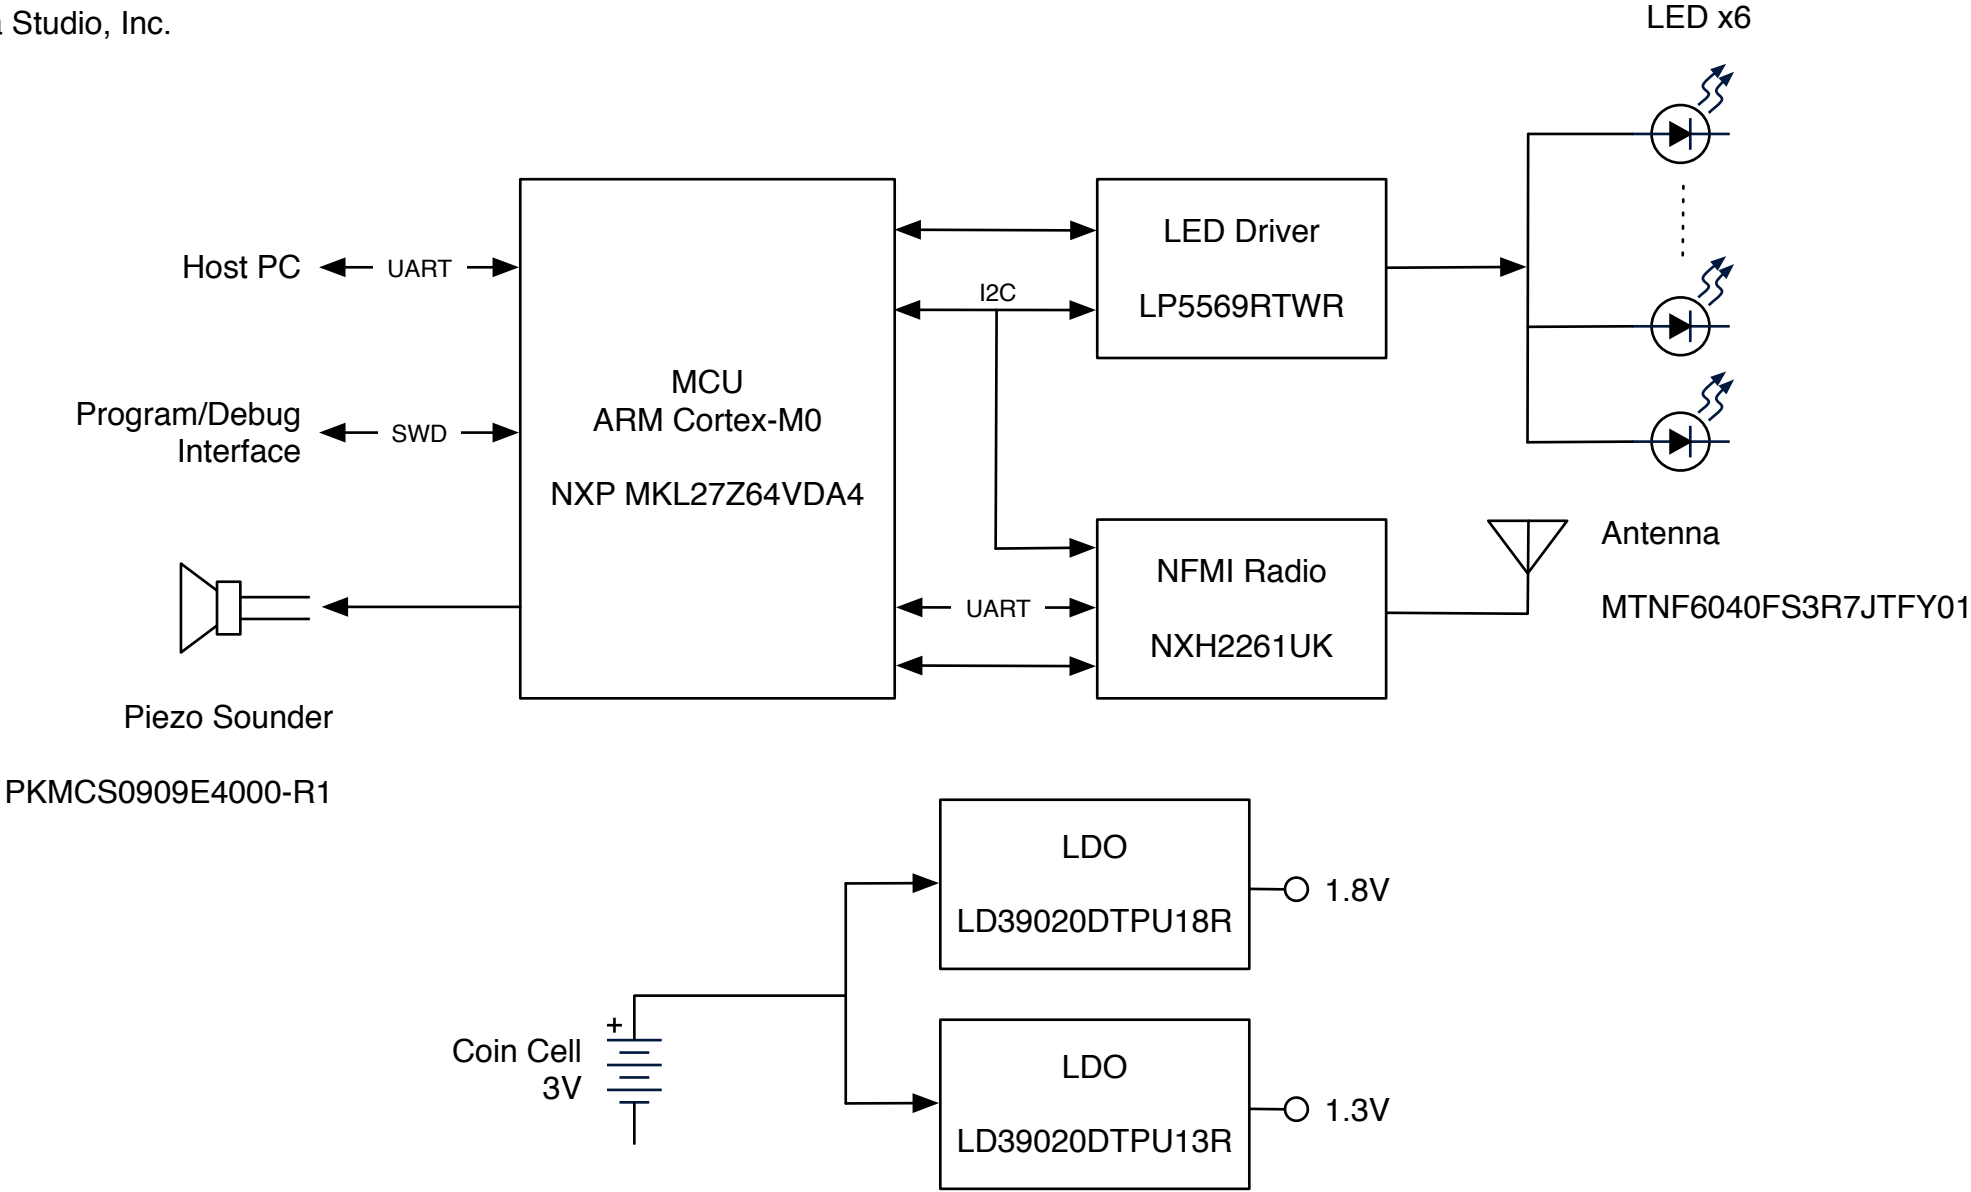 Studio, Inc.
LED x6
Host PC
UART
LED Driver
LP5569RTWR
I2C
Program/Debug
Interface
SWD
MCU
ARM Cortex-M0
NXP MKL27Z64VDA4
NFMI Radio
NXH2261UK
UART
Antenna
MTNF6040FS3R7JTFY01
Piezo Sounder
PKMCS0909E4000-R1
LDO
LD39020DTPU18R
1.8V
+
Coin Cell
3V
LDO
LD39020DTPU13R
1.3V